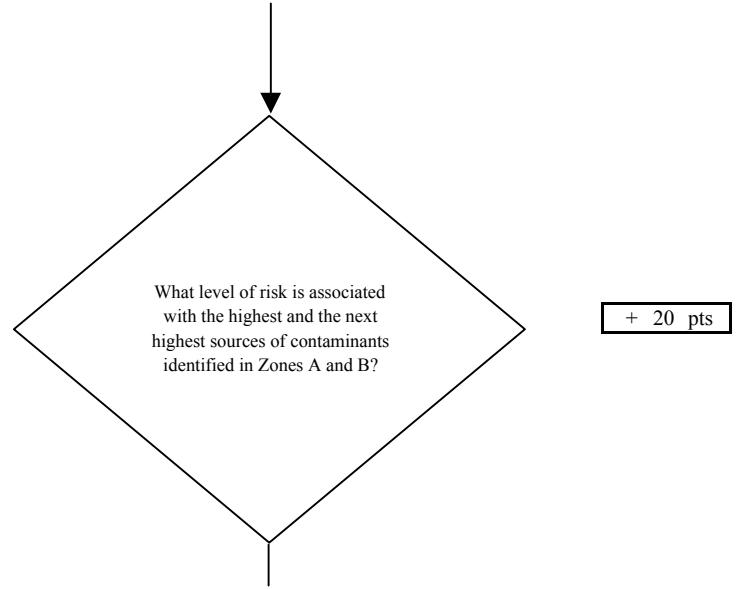 What level of risk is associated
with the highest and the next
highest sources of contaminants
identified in Zones A and B?
+ 20 pts